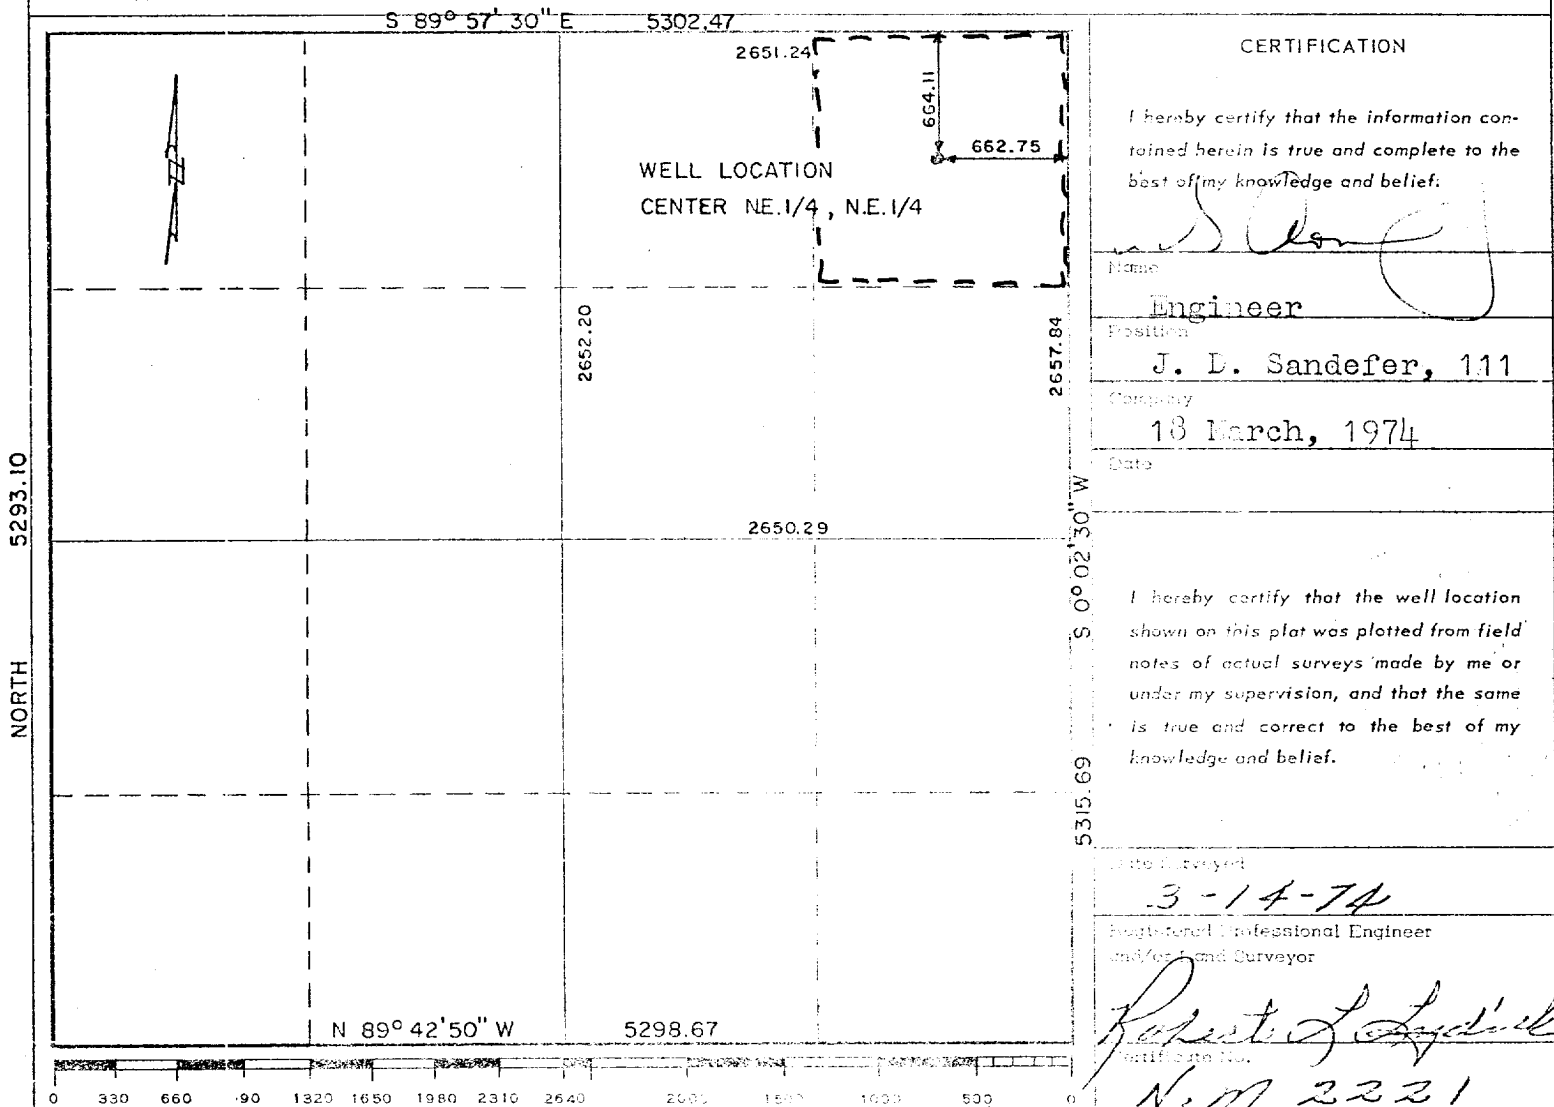 S 89° 57' 30" E 5302.47
2651.24
664.11
662.75
WELL LOCATION
CENTER NE.1/4, N.E.1/4
2652.20
2657.84
NORTH 5293.10
2650.29
S 0° 02' 30" W
5315.69
N 89° 42' 50" W 5298.67
0 330 660 90 1320 1650 1980 2310 2640 2000 1500 1000 500 0
CERTIFICATION
I hereby certify that the information con-
tained herein is true and complete to the
best of my knowledge and belief.
Name
Engineer
Position
J. D. Sandefer, 111
Company
18 March, 1974
Date
I hereby certify that the well location
shown on this plat was plotted from field
notes of actual surveys made by me or
under my supervision, and that the same
is true and correct to the best of my
knowledge and belief.
Date Surveyed
3-14-74
Registered Professional Engineer
and/or Land Surveyor
Robert L
Certificate No.
N.M 2221